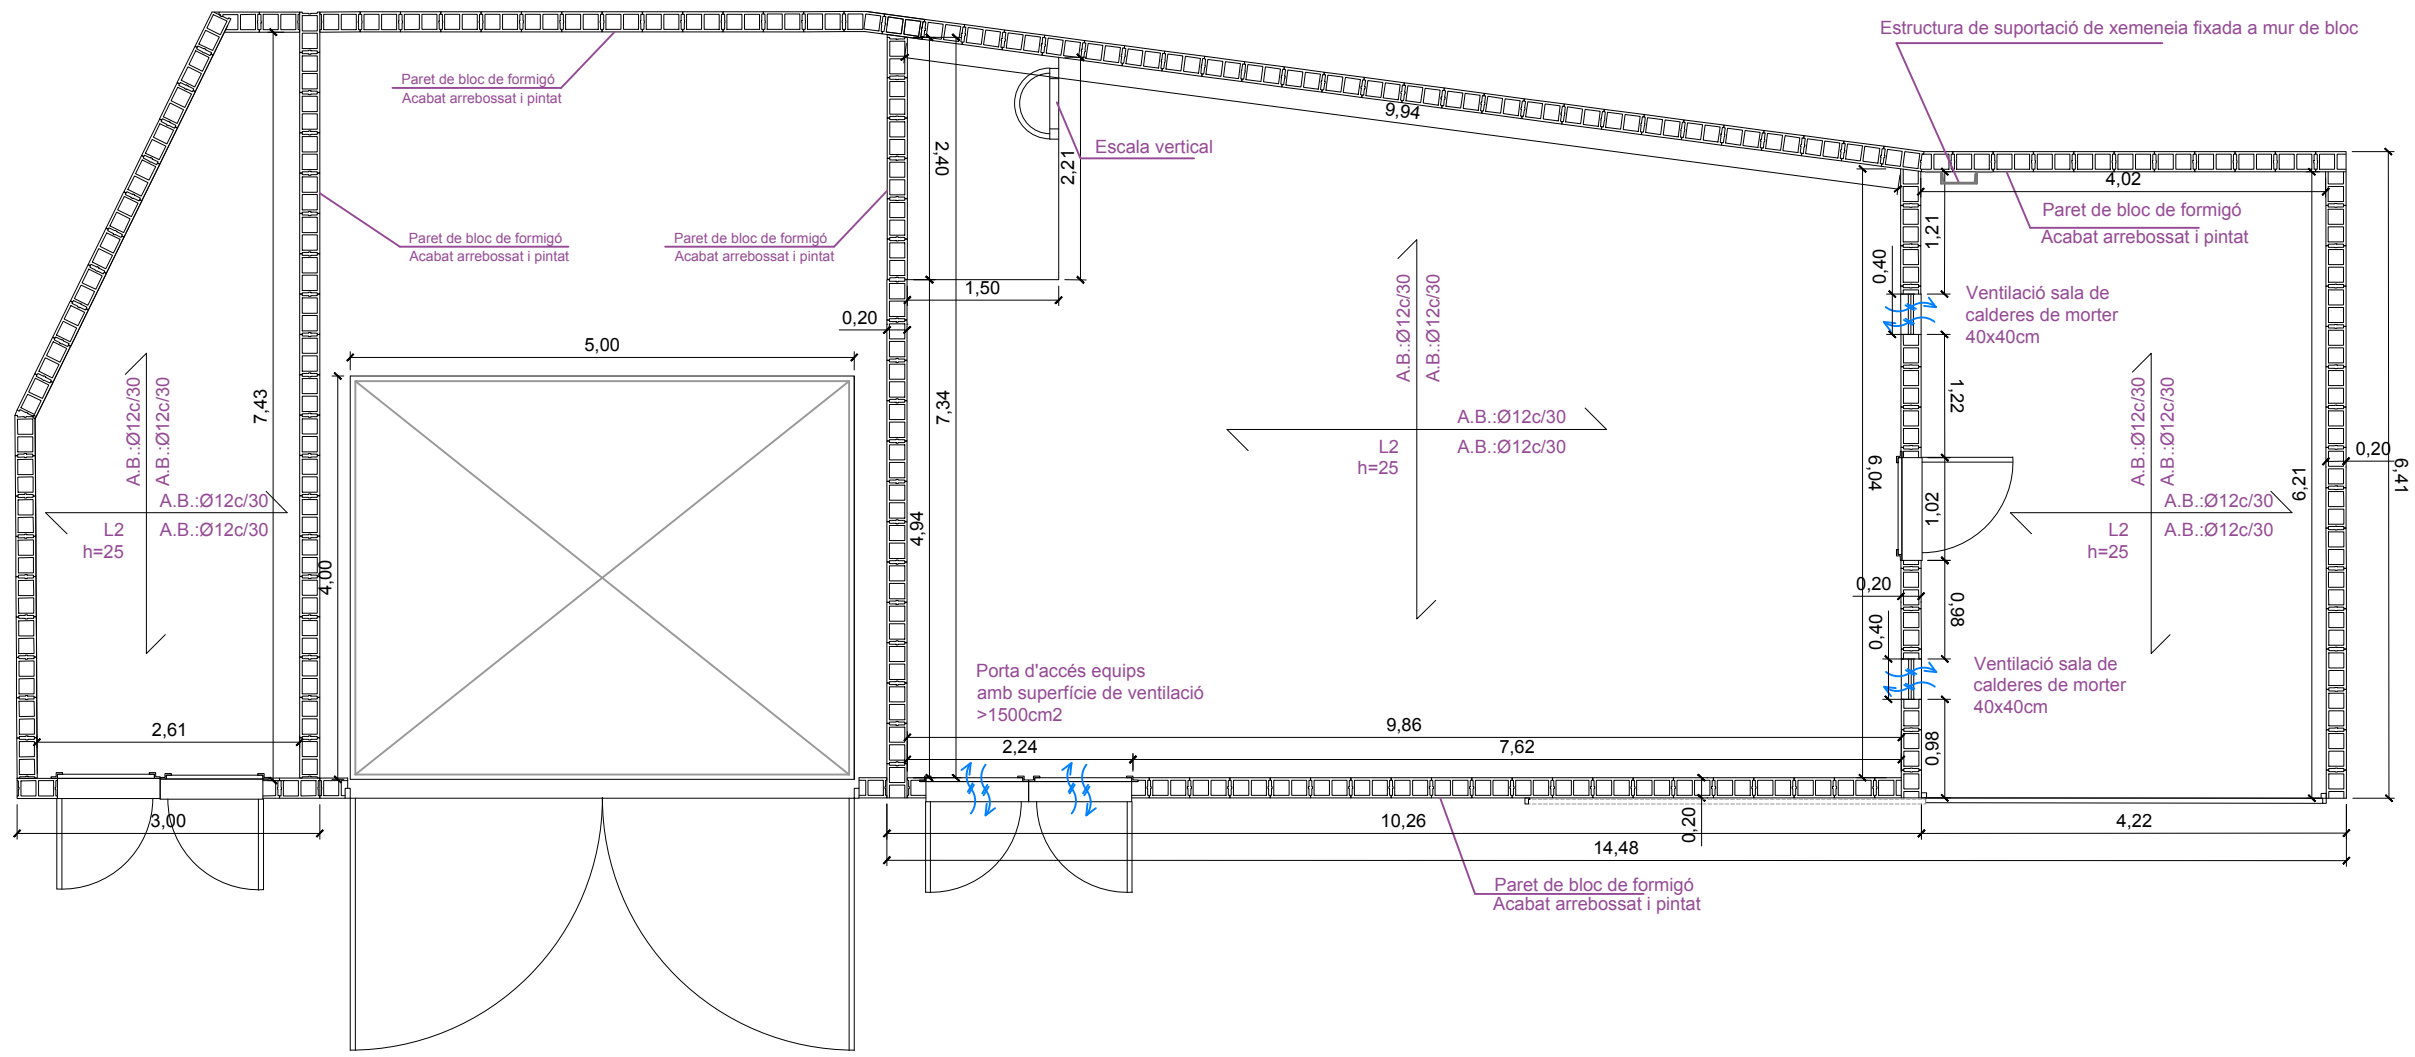 Estructura de suportació de xemeneia fixada a mur de bloc
Paret de bloc de formigó
Acabat arrebossat i pintat
9,94
Escala vertical
2,40
2,21
4,02
Paret de bloc de formigó
Acabat arrebossat i pintat
1,21
Paret de bloc de formigó
Acabat arrebossat i pintat
Paret de bloc de formigó
Acabat arrebossat i pintat
0,40
1,50
0,20
Ventilació sala de
calderes de morter
40x40cm
5,00
A.B.:Ø12c/30
A.B.:Ø12c/30
A.B.:Ø12c/30
A.B.:Ø12c/30
7,43
7,34
1,22
A.B.:Ø12c/30
A.B.:Ø12c/30
A.B.:Ø12c/30
A.B.:Ø12c/30
L2
h=25
0,20
6,41
6,21
6,04
A.B.:Ø12c/30
A.B.:Ø12c/30
L2
h=25
4,94
1,02
A.B.:Ø12c/30
A.B.:Ø12c/30
L2
h=25
4,00
0,20
0,98
0,40
Porta d'accés equips
amb superfície de ventilació
>1500cm2
Ventilació sala de
calderes de morter
40x40cm
2,61
9,86
2,24
7,62
0,98
3,00
10,26
0,20
4,22
14,48
Paret de bloc de formigó
Acabat arrebossat i pintat